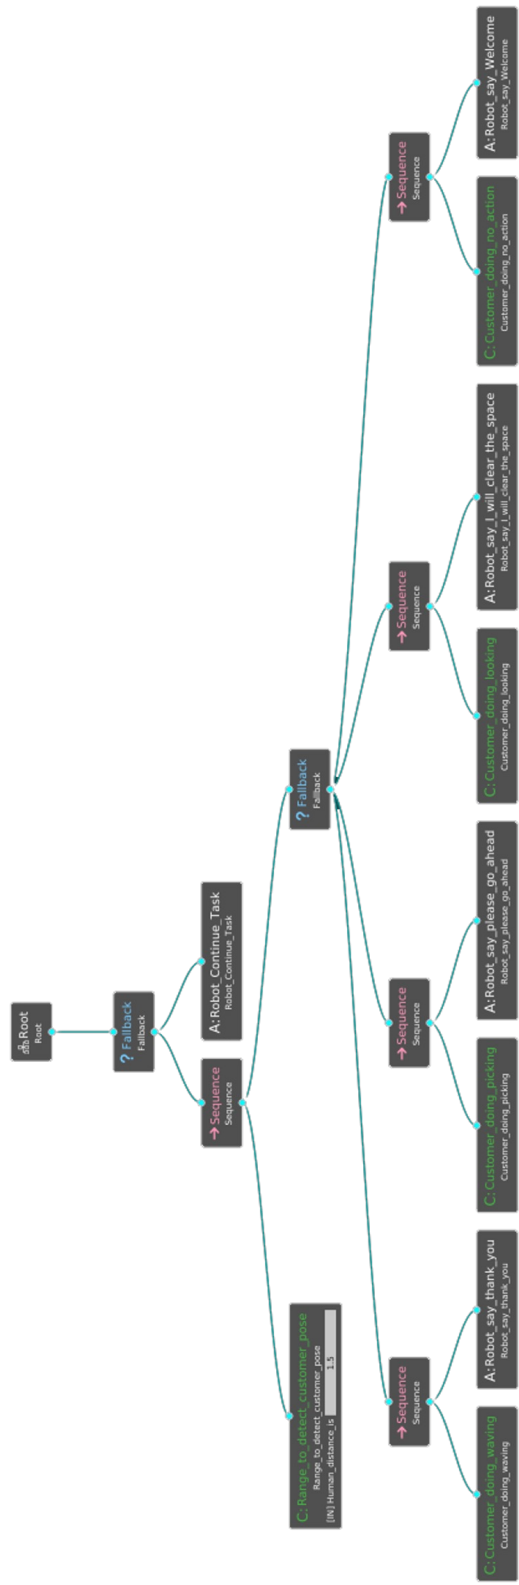 Root
Root
? Fallback
Fallback
→ Sequence
Sequence
A: Robot_Continue_Task
Robot_Continue_Task
C: Range_to_detect_customer_pose
Range_to_detect_customer_pose
[IN] Human_distance_is 1.5
? Fallback
Fallback
→ Sequence
Sequence
→ Sequence
Sequence
→ Sequence
Sequence
→ Sequence
Sequence
C: Customer_doing_waving
Customer_doing_waving
A: Robot_say_thank_you
Robot_say_thank_you
C: Customer_doing_picking
Customer_doing_picking
A: Robot_say_please_go_ahead
Robot_say_please_go_ahead
C: Customer_doing_looking
Customer_doing_looking
A: Robot_say_I_will_clear_the_space
Robot_say_I_will_clear_the_space
C: Customer_doing_no_action
Customer_doing_no_action
A: Robot_say_Welcome
Robot_say_Welcome